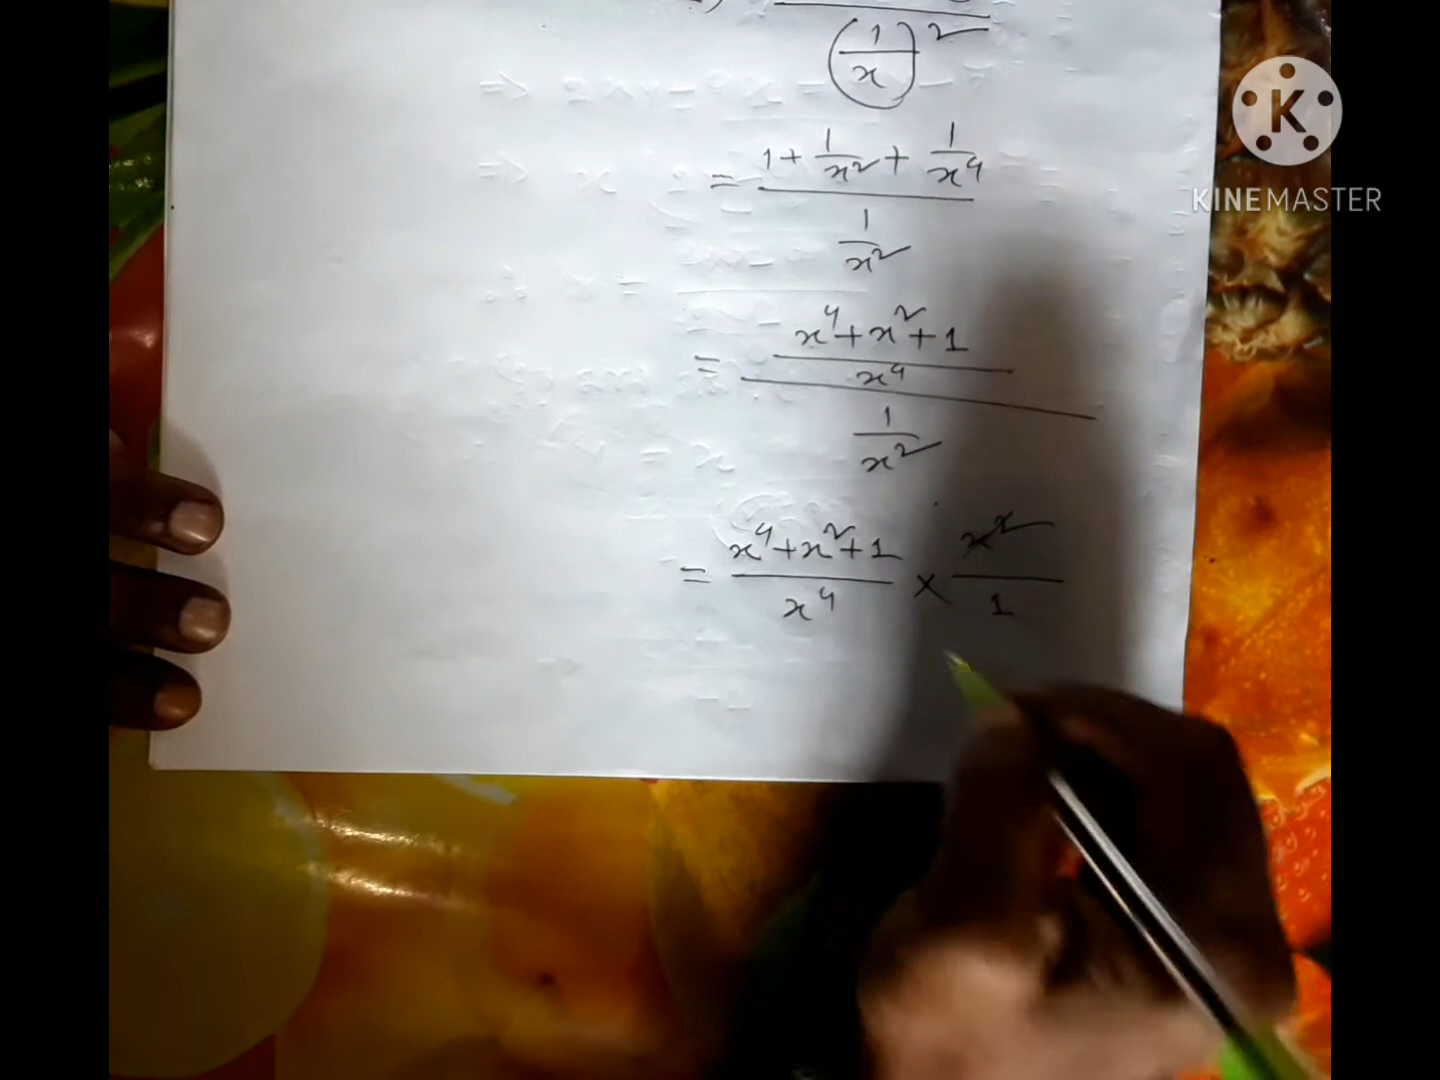 (1/x)²
= (1 + 1/x² + 1/x⁴) / (1/x²)
= ((x⁴ + x² + 1)/x⁴) / (1/x²)
= (x⁴ + x² + 1)/x⁴ × x²/1
K
KINEMASTER